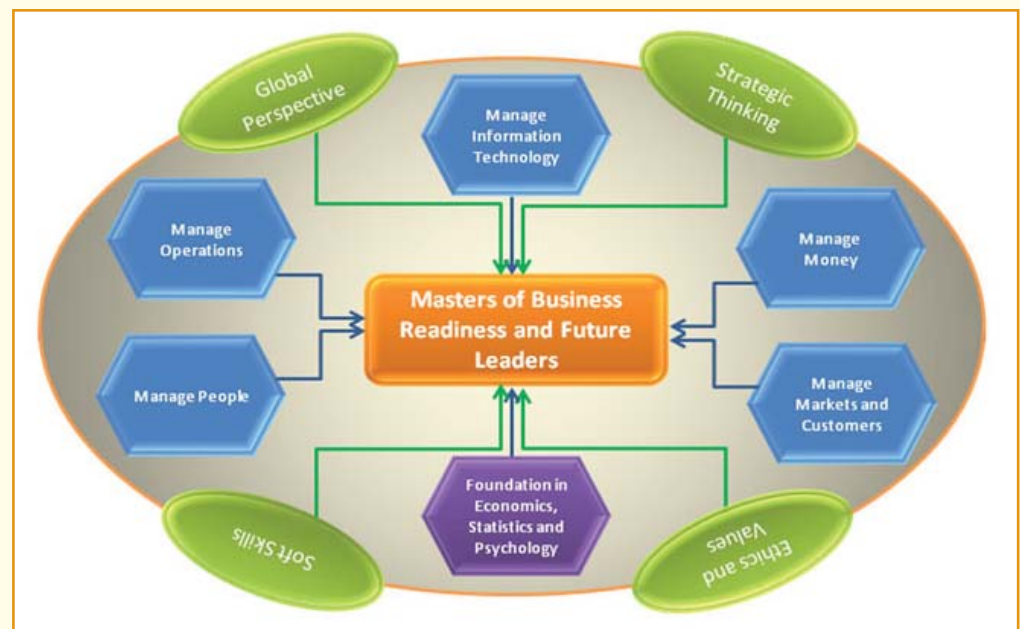 Global
Perspective
Strategic
Thinking
Manage
Information
Technology
Manage
Operations
Manage
Money
Masters of Business
Readiness and Future
Leaders
Manage People
Manage
Markets and
Customers
Foundation in
Economics,
Statistics and
Psychology
Soft Skills
Ethics and
Values